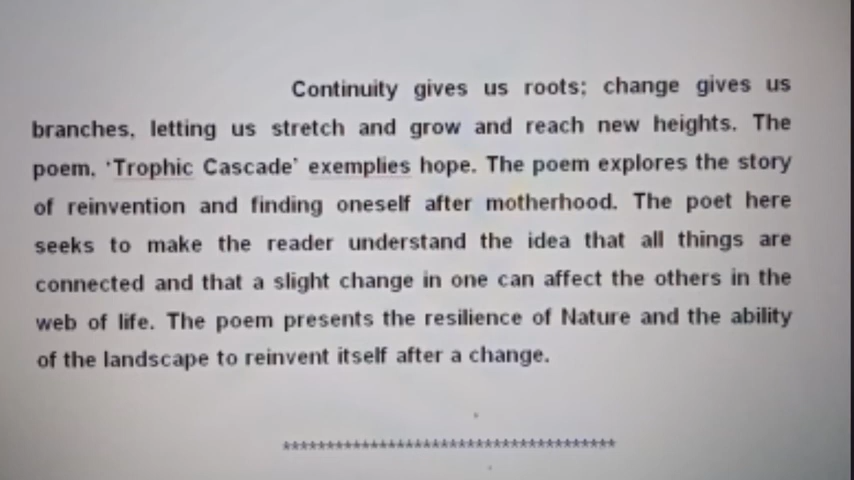 Continuity gives us roots; change gives us
branches, letting us stretch and grow and reach new heights. The
poem, ‘Trophic Cascade’ exemplies hope. The poem explores the story
of reinvention and finding oneself after motherhood. The poet here
seeks to make the reader understand the idea that all things are
connected and that a slight change in one can affect the others in the
web of life. The poem presents the resilience of Nature and the ability
of the landscape to reinvent itself after a change.
**************************************